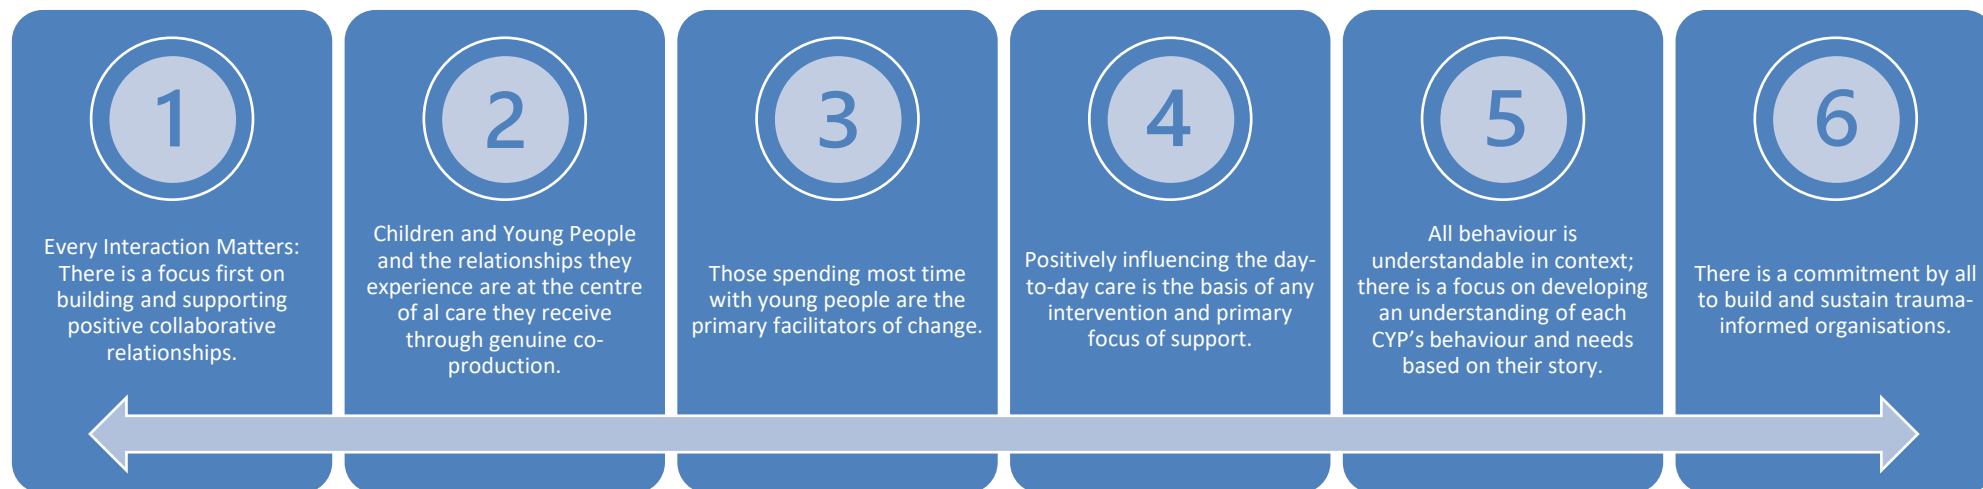 1
Every Interaction Matters:
There is a focus first on
building and supporting
positive collaborative
relationships.
2
Children and Young People
and the relationships they
experience are at the centre
of al care they receive
through genuine co-
production.
3
Those spending most time
with young people are the
primary facilitators of change.
4
Positively influencing the day-
to-day care is the basis of any
intervention and primary
focus of support.
5
All behaviour is
understandable in context;
there is a focus on developing
an understanding of each
CYP’s behaviour and needs
based on their story.
6
There is a commitment by all
to build and sustain trauma-
informed organisations.